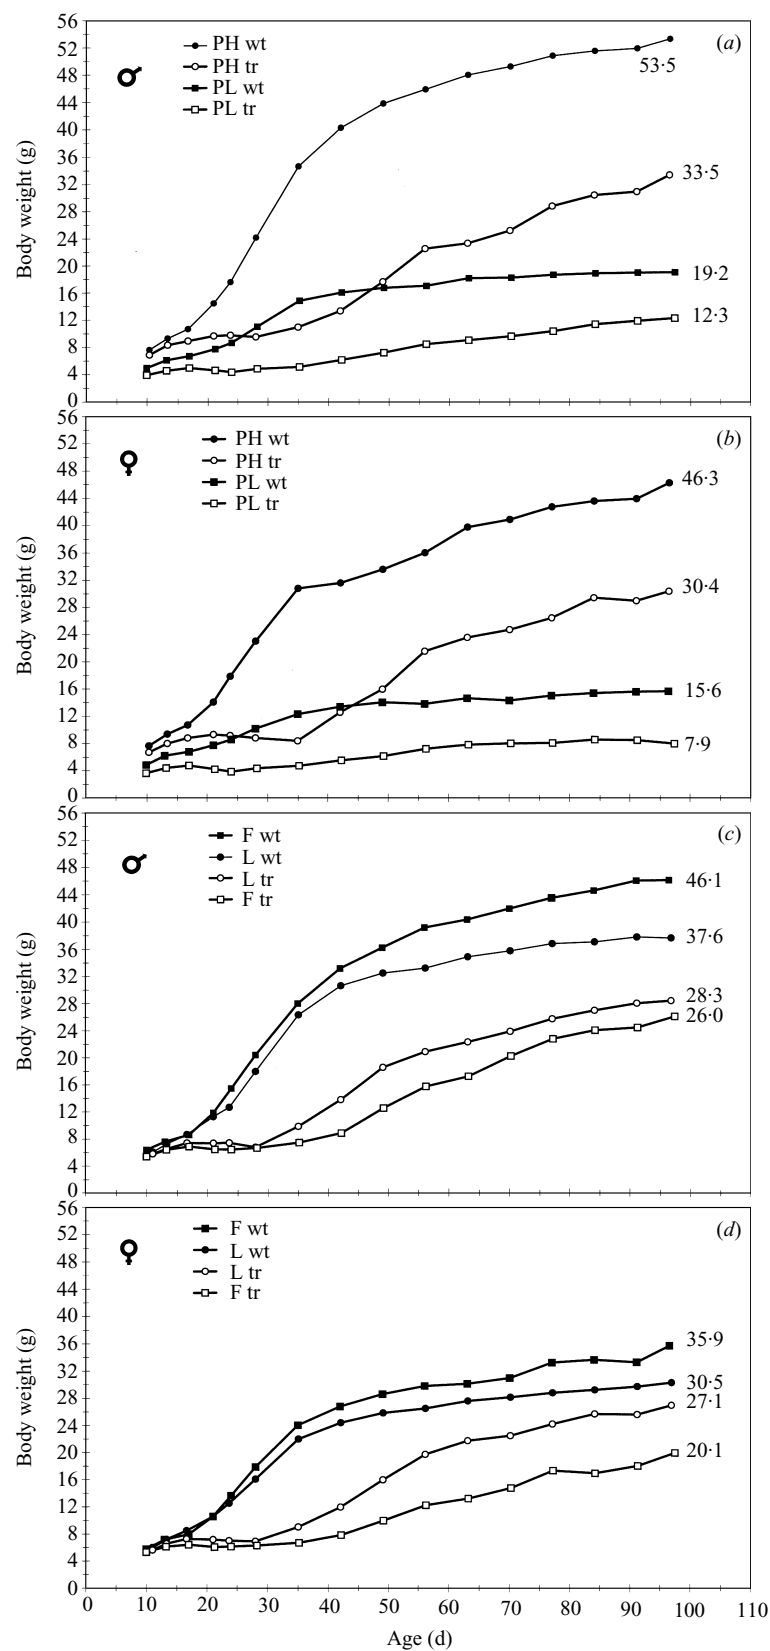 56
52
48
44
40
36
32
28
24
20
16
12
8
4
0
Body weight (g)
PH wt
PH tr
PL wt
PL tr
(a)
53·5
33·5
19·2
12·3
56
52
48
44
40
36
32
28
24
20
16
12
8
4
0
Body weight (g)
PH wt
PH tr
PL wt
PL tr
(b)
46·3
30·4
15·6
7·9
56
52
48
44
40
36
32
28
24
20
16
12
8
4
0
Body weight (g)
F wt
L wt
L tr
F tr
(c)
46·1
37·6
28·3
26·0
56
52
48
44
40
36
32
28
24
20
16
12
8
4
0
Body weight (g)
F wt
L wt
L tr
F tr
(d)
35·9
30·5
27·1
20·1
0 10 20 30 40 50 60 70 80 90 100 110
Age (d)